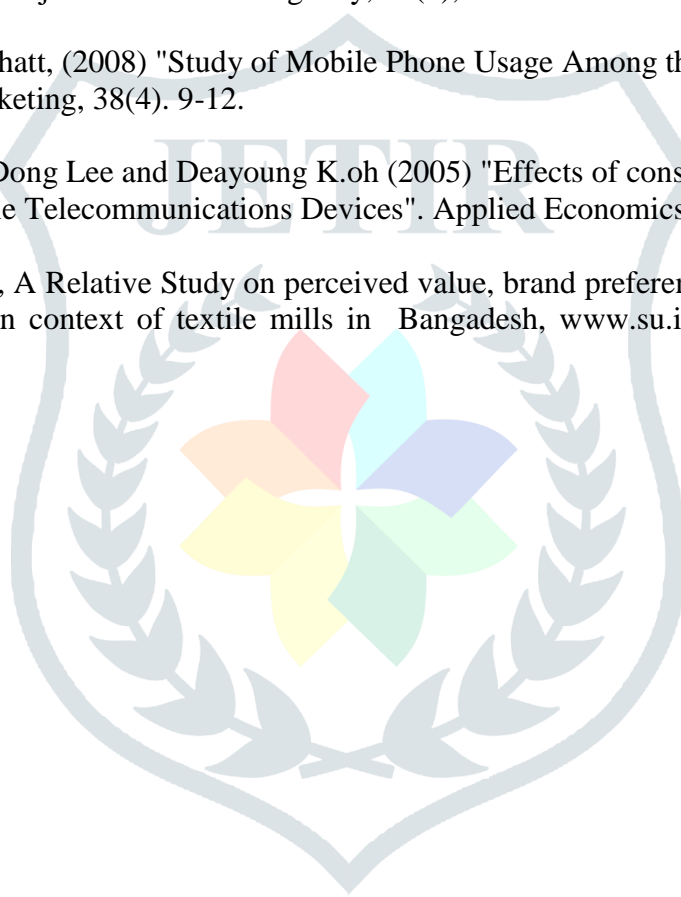 hatt, (2008) "Study of Mobile Phone Usage Among th
keting, 38(4). 9-12.
Dong Lee and Deayoung K.oh (2005) "Effects of cons
e Telecommunications Devices". Applied Economics
JETIR
, A Relative Study on perceived value, brand preferen
n context of textile mills in Bangadesh, www.su.i